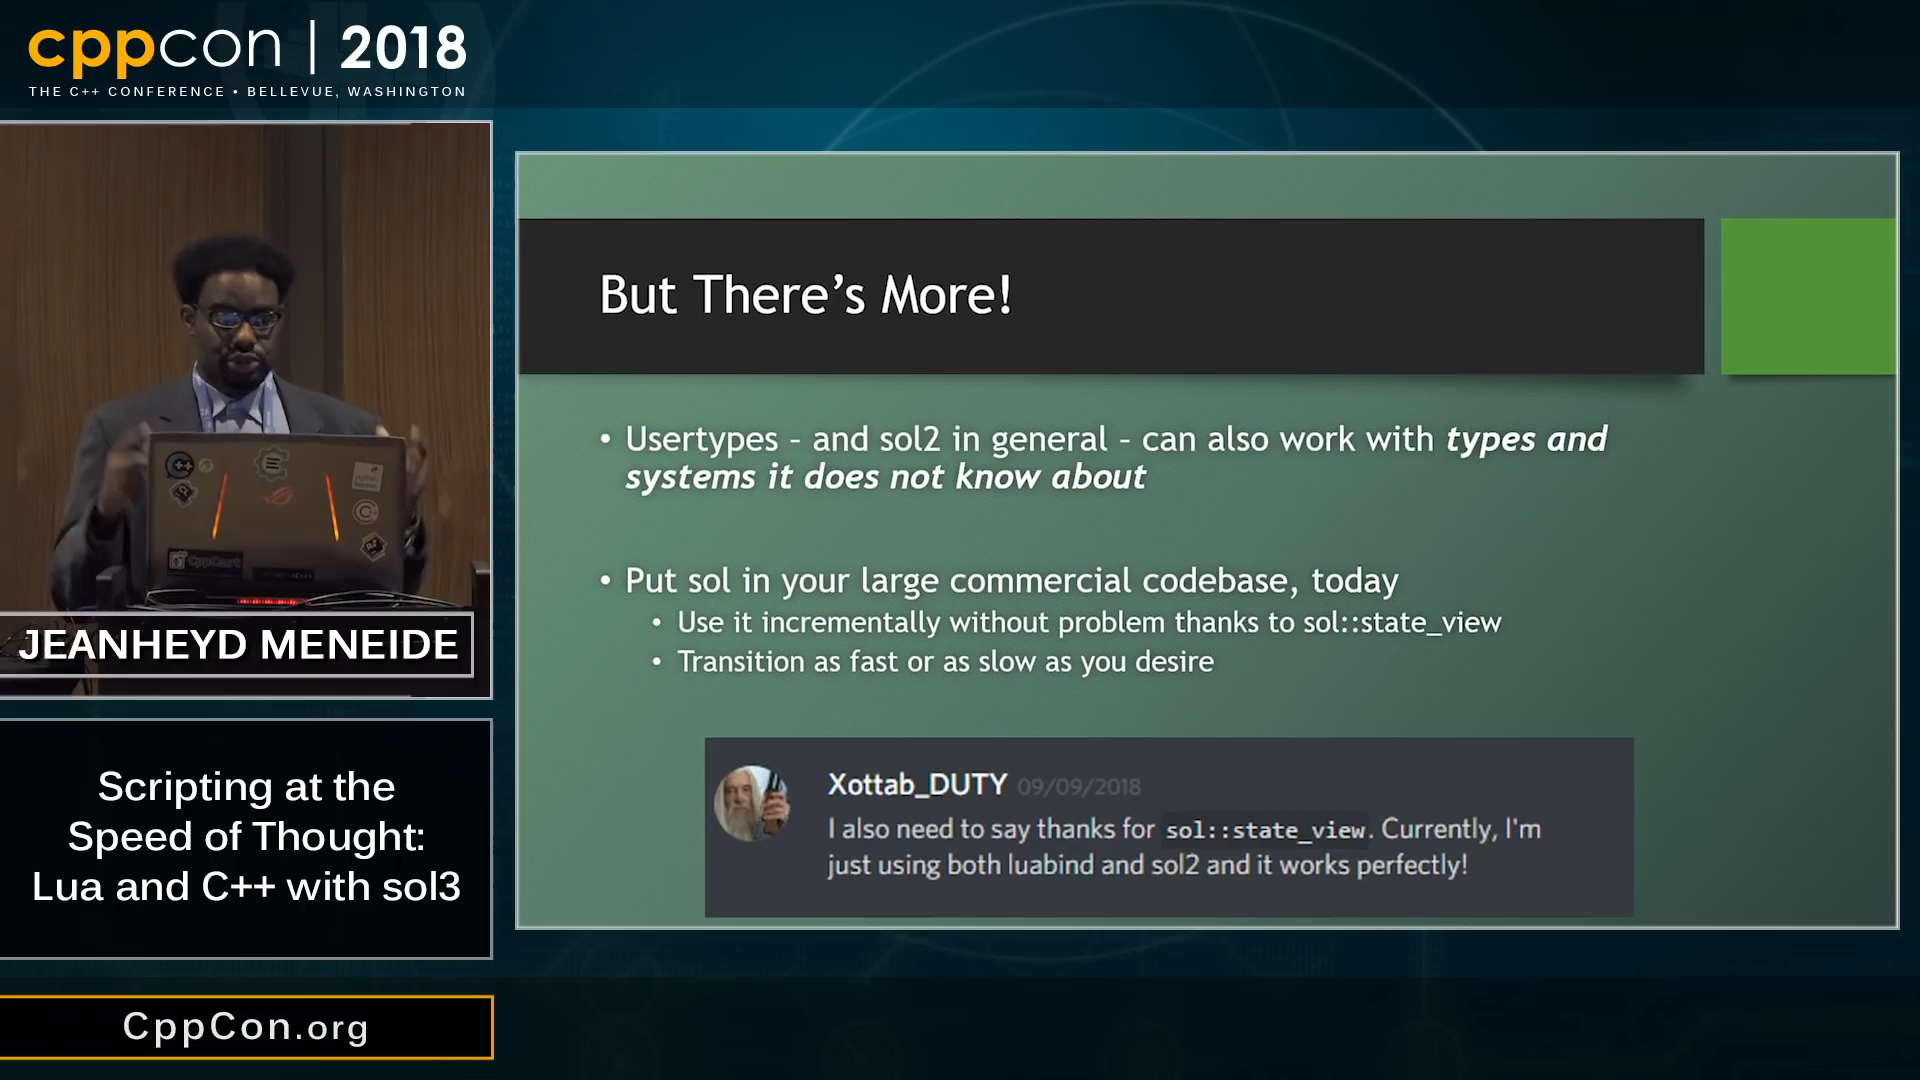 cppcon | 2018
THE C++ CONFERENCE • BELLEVUE, WASHINGTON
But There’s More!
• Usertypes – and sol2 in general – can also work with types and
systems it does not know about
• Put sol in your large commercial codebase, today
• Use it incrementally without problem thanks to sol::state_view
• Transition as fast or as slow as you desire
Xottab_DUTY 09/09/2018
I also need to say thanks for sol::state_view. Currently, I'm
just using both luabind and sol2 and it works perfectly!
CppCast
JEANHEYD MENEIDE
Scripting at the
Speed of Thought:
Lua and C++ with sol3
CppCon.org